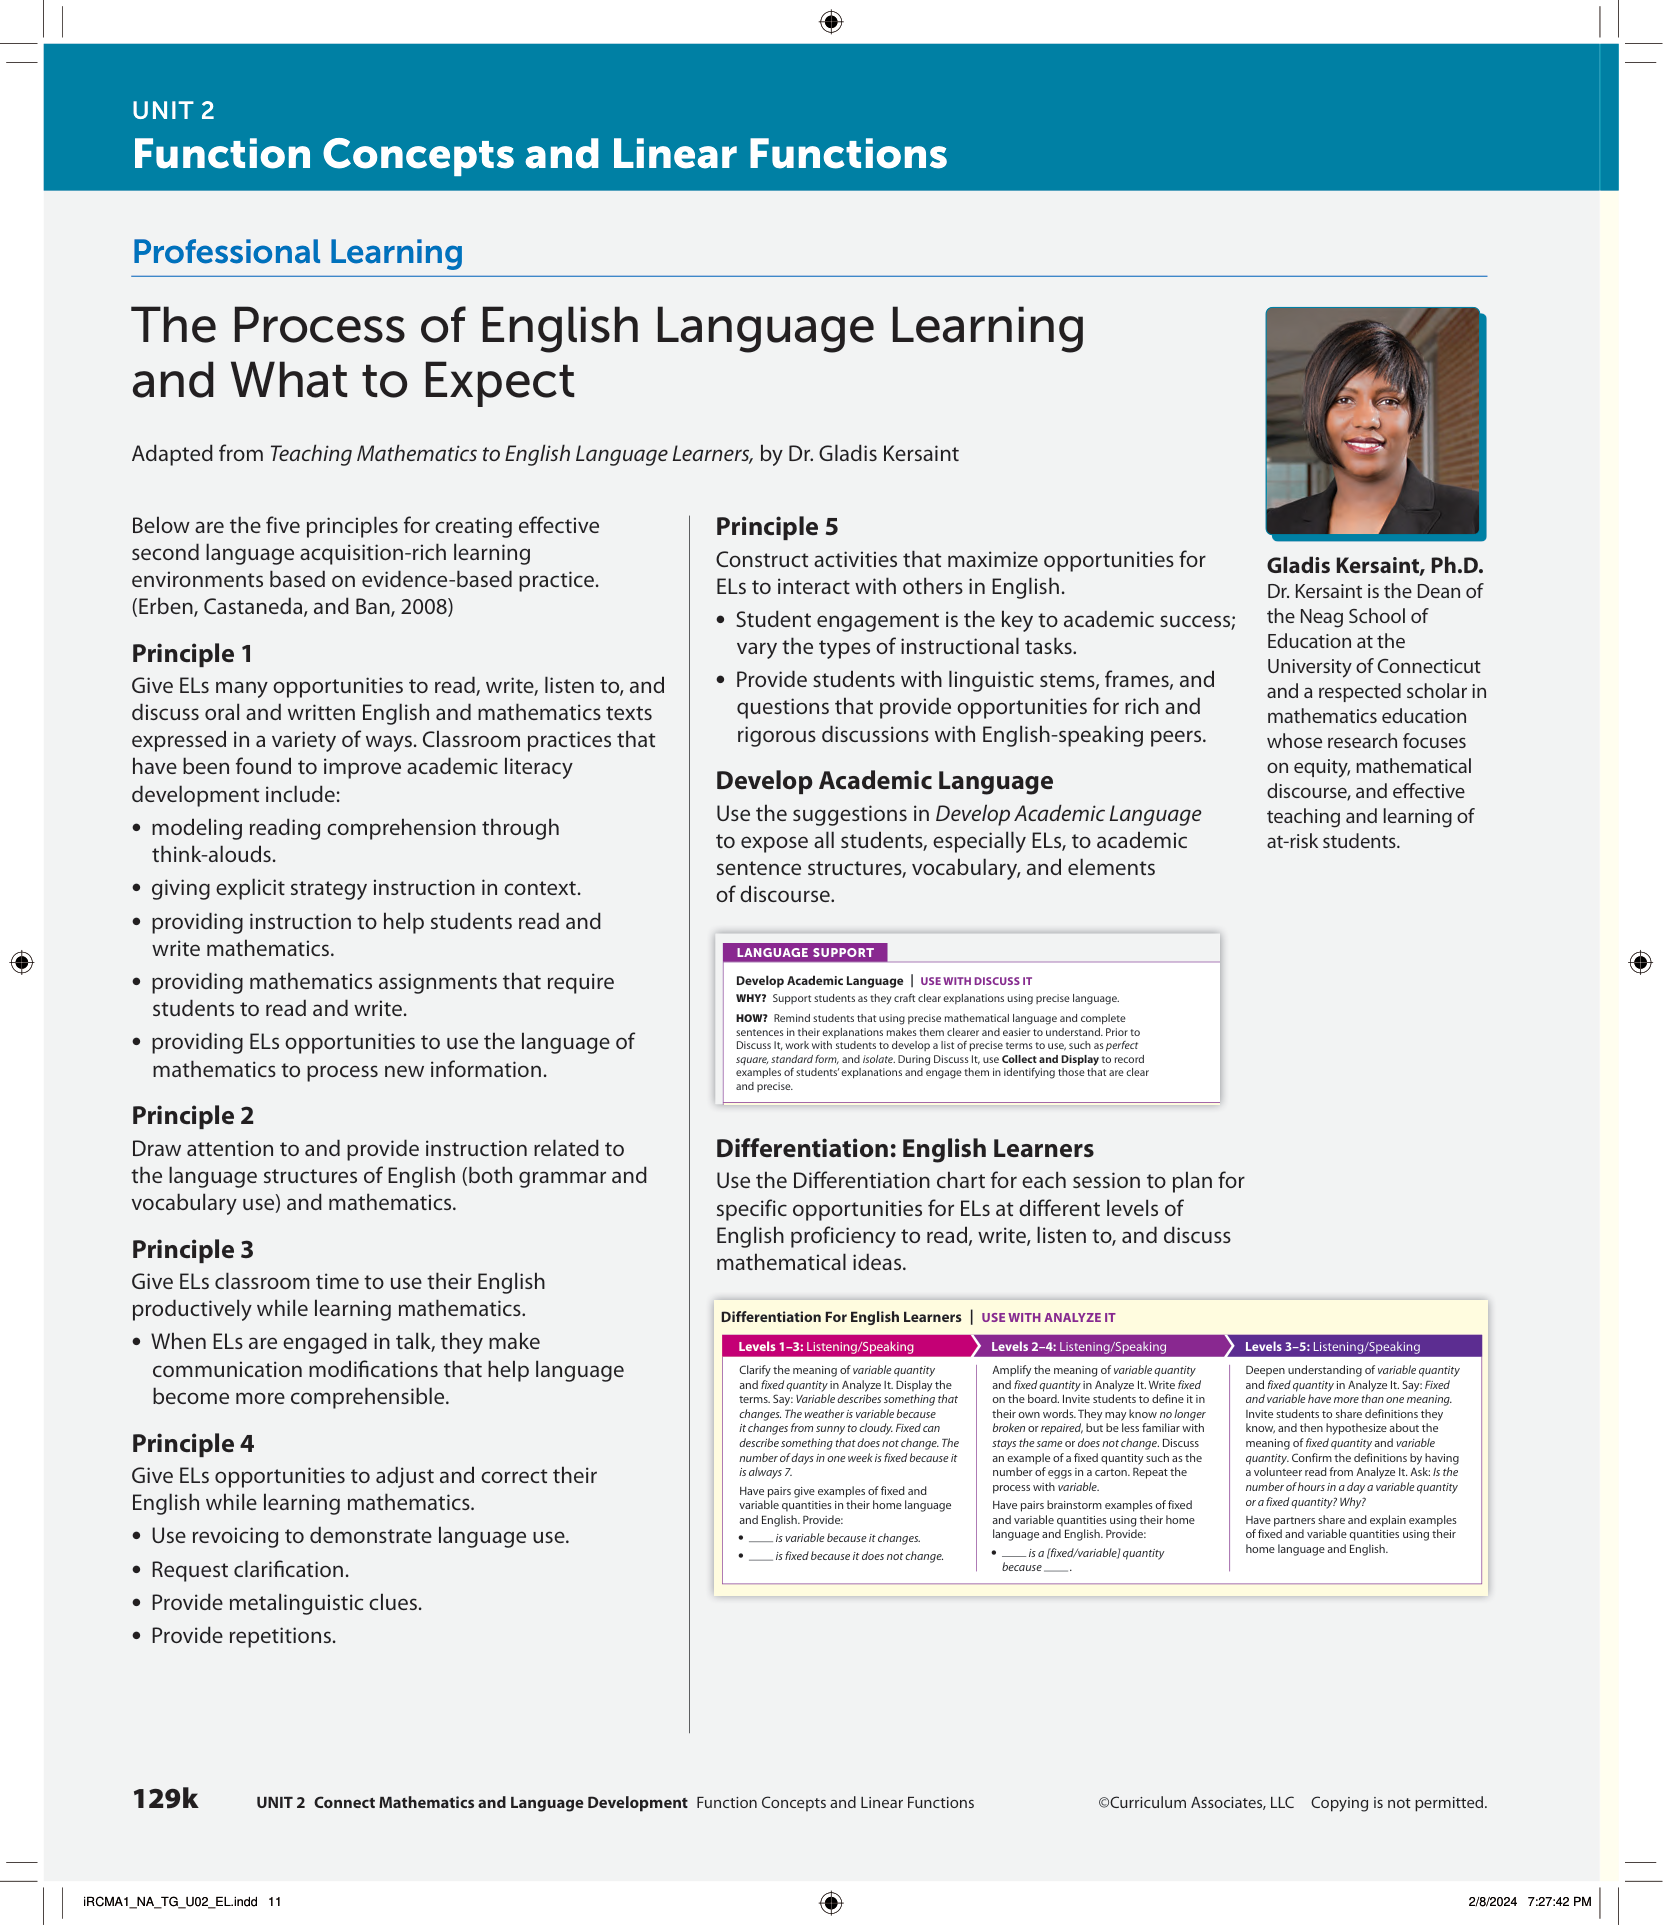 UNIT 2
Function Concepts and Linear Functions
Professional Learning
The Process of English Language Learning
and What to Expect
Adapted from Teaching Mathematics to English Language Learners, by Dr. Gladis Kersaint
Below are the five principles for creating effective
second language acquisition-rich learning
environments based on evidence-based practice.
(Erben, Castaneda, and Ban, 2008)
Principle 1
Give ELs many opportunities to read, write, listen to, and
discuss oral and written English and mathematics texts
expressed in a variety of ways. Classroom practices that
have been found to improve academic literacy
development include:
• modeling reading comprehension through
think-alouds.
• giving explicit strategy instruction in context.
• providing instruction to help students read and
write mathematics.
• providing mathematics assignments that require
students to read and write.
• providing ELs opportunities to use the language of
mathematics to process new information.
Principle 2
Draw attention to and provide instruction related to
the language structures of English (both grammar and
vocabulary use) and mathematics.
Principle 3
Give ELs classroom time to use their English
productively while learning mathematics.
• When ELs are engaged in talk, they make
communication modifications that help language
become more comprehensible.
Principle 4
Give ELs opportunities to adjust and correct their
English while learning mathematics.
• Use revoicing to demonstrate language use.
• Request clarification.
• Provide metalinguistic clues.
• Provide repetitions.
Principle 5
Construct activities that maximize opportunities for
ELs to interact with others in English.
• Student engagement is the key to academic success;
vary the types of instructional tasks.
• Provide students with linguistic stems, frames, and
questions that provide opportunities for rich and
rigorous discussions with English-speaking peers.
Develop Academic Language
Use the suggestions in Develop Academic Language
to expose all students, especially ELs, to academic
sentence structures, vocabulary, and elements
of discourse.
LANGUAGE SUPPORT
Develop Academic Language | USE WITH DISCUSS IT
WHY? Support students as they craft clear explanations using precise language.
HOW? Remind students that using precise mathematical language and complete
sentences in their explanations makes them clearer and easier to understand. Prior to
Discuss It, work with students to develop a list of precise terms to use, such as perfect
square, standard form, and isolate. During Discuss It, use Collect and Display to record
examples of students' explanations and engage them in identifying those that are clear
and precise.
Differentiation: English Learners
Use the Differentiation chart for each session to plan for
specific opportunities for ELs at different levels of
English proficiency to read, write, listen to, and discuss
mathematical ideas.
Differentiation For English Learners | USE WITH ANALYZE IT
Levels 1–3: Listening/Speaking
Clarify the meaning of variable quantity
and fixed quantity in Analyze It. Display the
terms. Say: Variable describes something that
changes. The weather is variable because
it changes from sunny to cloudy. Fixed can
describe something that does not change. The
number of days in one week is fixed because it
is always 7.
Have pairs give examples of fixed and
variable quantities in their home language
and English. Provide:
• ____ is variable because it changes.
• ____ is fixed because it does not change.
Levels 2–4: Listening/Speaking
Amplify the meaning of variable quantity
and fixed quantity in Analyze It. Write fixed
on the board. Invite students to define it in
their own words. They may know no longer
broken or repaired, but be less familiar with
stays the same or does not change. Discuss
an example of a fixed quantity such as the
number of eggs in a carton. Repeat the
process with variable.
Have pairs brainstorm examples of fixed
and variable quantities using their home
language and English. Provide:
• ____ is a [fixed/variable] quantity
because ____.
Levels 3–5: Listening/Speaking
Deepen understanding of variable quantity
and fixed quantity in Analyze It. Say: Fixed
and variable have more than one meaning.
Invite students to share definitions they
know, and then hypothesize about the
meaning of fixed quantity and variable
quantity. Confirm the definitions by having
a volunteer read from Analyze It. Ask: Is the
number of hours in a day a variable quantity
or a fixed quantity? Why?
Have partners share and explain examples
of fixed and variable quantities using their
home language and English.
Gladis Kersaint, Ph.D.
Dr. Kersaint is the Dean of
the Neag School of
Education at the
University of Connecticut
and a respected scholar in
mathematics education
whose research focuses
on equity, mathematical
discourse, and effective
teaching and learning of
at-risk students.
129k UNIT 2 Connect Mathematics and Language Development Function Concepts and Linear Functions ©Curriculum Associates, LLC Copying is not permitted.
iRCMA1_NA_TG_U02_EL.indd 11 2/8/2024 7:27:42 PM